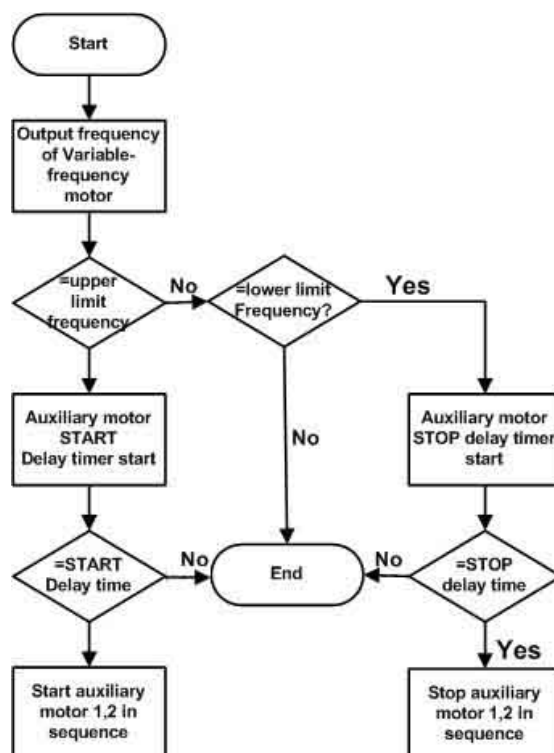 Start
Output frequency
of Variable-
frequency
motor
=upper
limit
frequency
No
=lower limit
Frequency?
Yes
Auxiliary motor
START
Delay timer start
No
Auxiliary motor
STOP delay timer
start
=START
Delay time
No
End
No
=STOP
delay time
Yes
Start auxiliary
motor 1,2 in
sequence
Stop auxiliary
motor 1,2 in
sequence